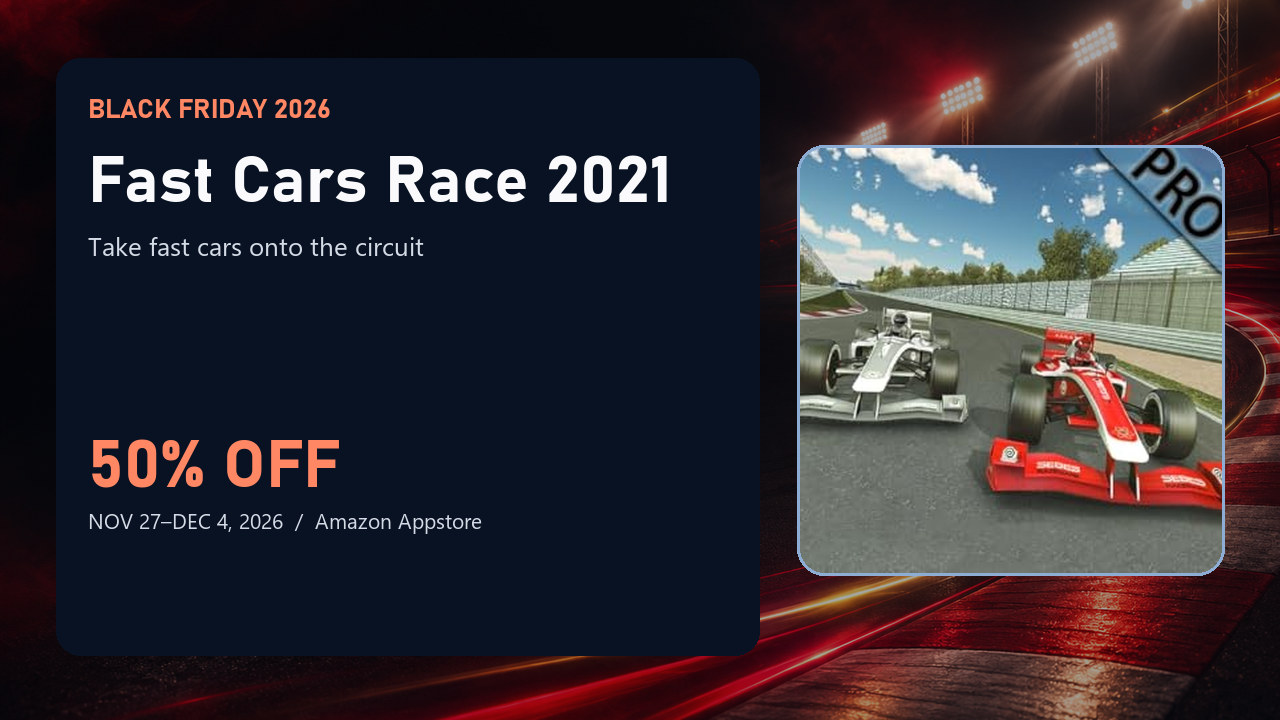 BLACK FRIDAY 2026
Fast Cars Race 2021
Take fast cars onto the circuit
50% OFF
NOV 27–DEC 4, 2026 / Amazon Appstore
PRO